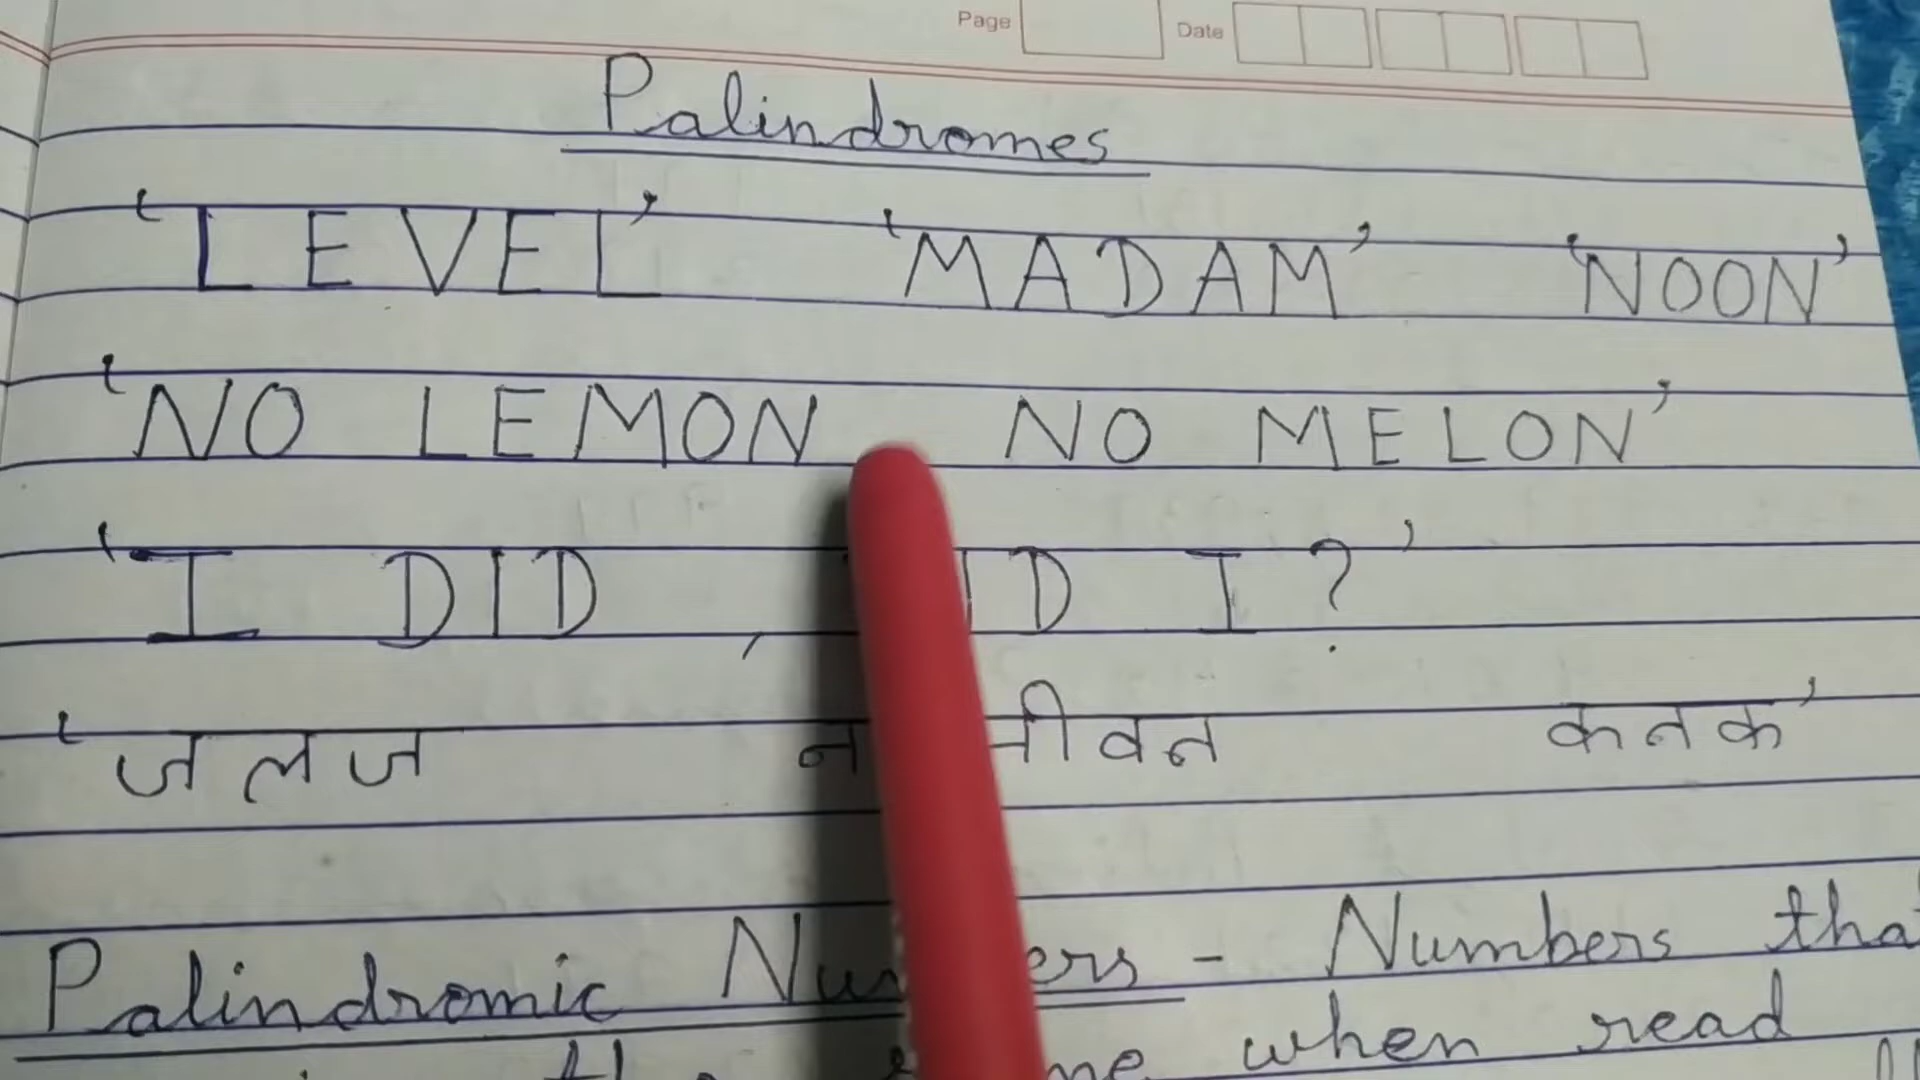 Page Date
Palindromes
'LEVEL' 'MADAM' 'NOON'
'NO LEMON NO MELON'
'I DID, I?'
'जलज कनक'
Palindromic - Numbers
when read